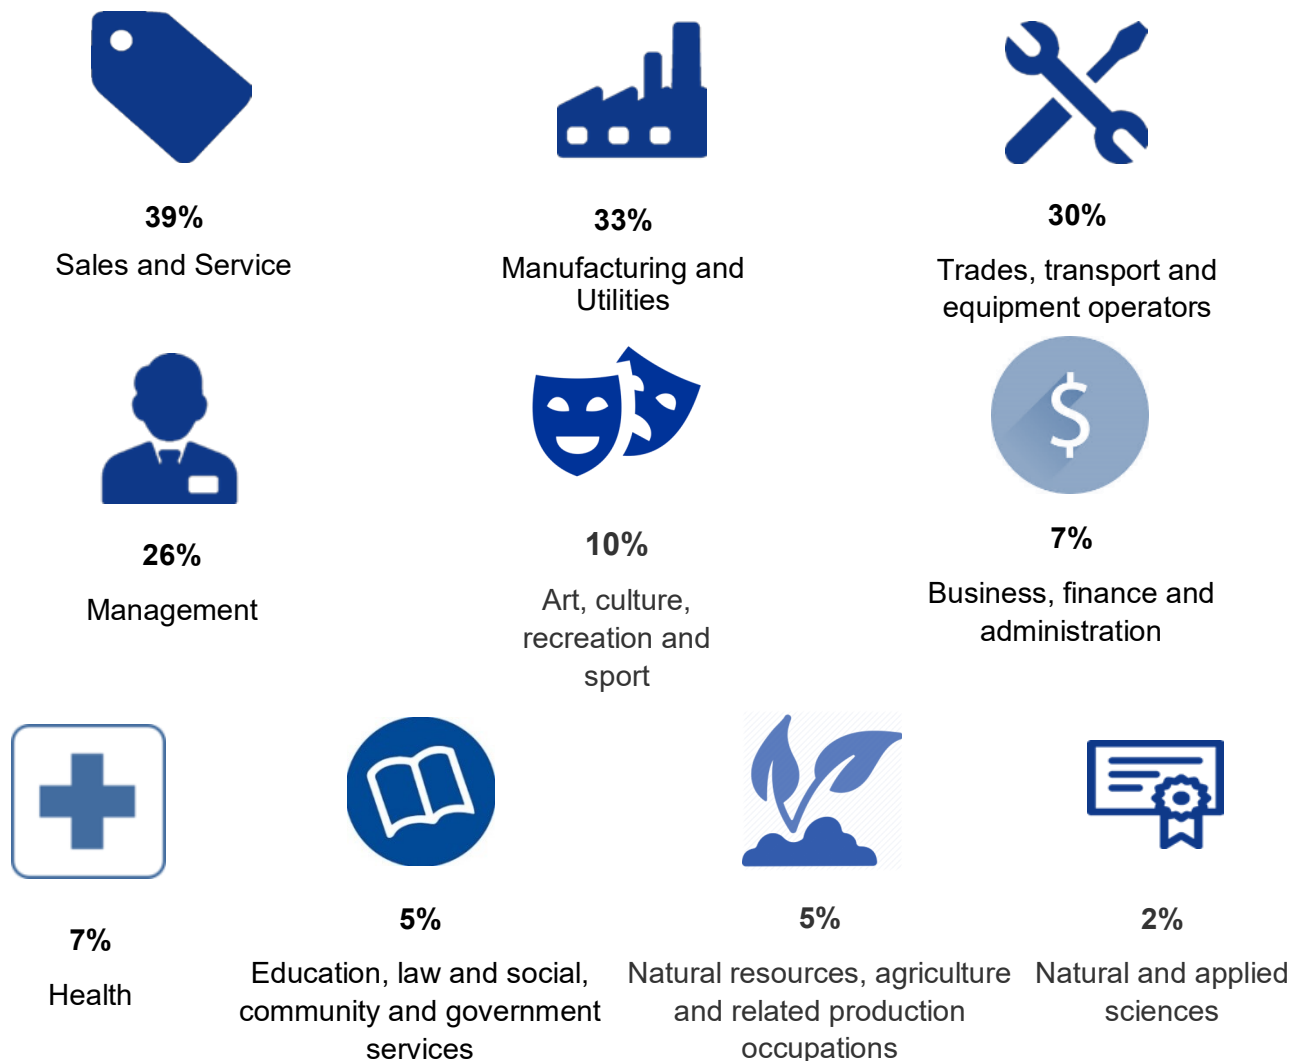 39%
Sales and Service
33%
Manufacturing and
Utilities
30%
Trades, transport and
equipment operators
26%
Management
10%
Art, culture,
recreation and
sport
7%
Business, finance and
administration
7%
Health
5%
Education, law and social,
community and government
services
5%
Natural resources, agriculture
and related production
occupations
2%
Natural and applied
sciences